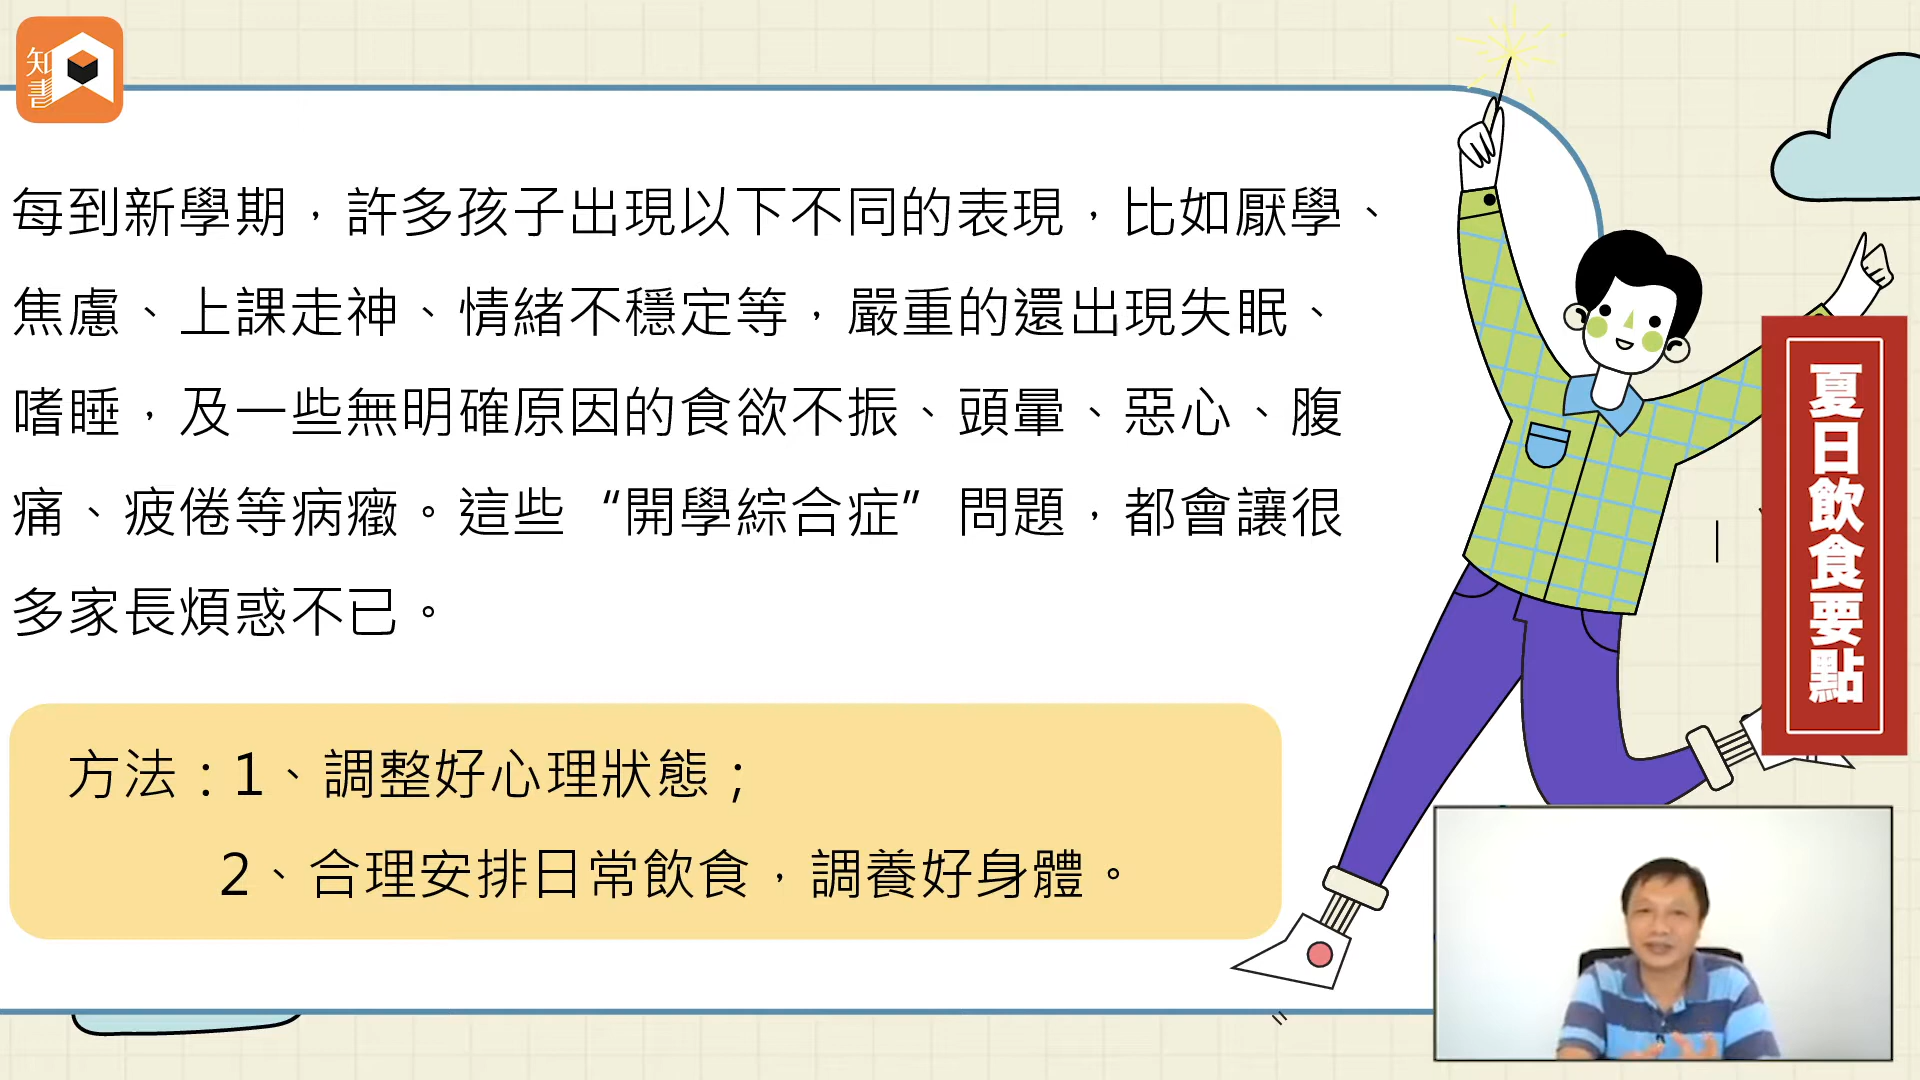 知書
每到新學期，許多孩子出現以下不同的表現，比如厭學、
焦慮、上課走神、情緒不穩定等，嚴重的還出現失眠、
嗜睡，及一些無明確原因的食欲不振、頭暈、惡心、腹
痛、疲倦等病癥。這些“開學綜合症”問題，都會讓很
多家長煩惑不已。
方法：1、調整好心理狀態；
2、合理安排日常飲食，調養好身體。
夏日飲食要點